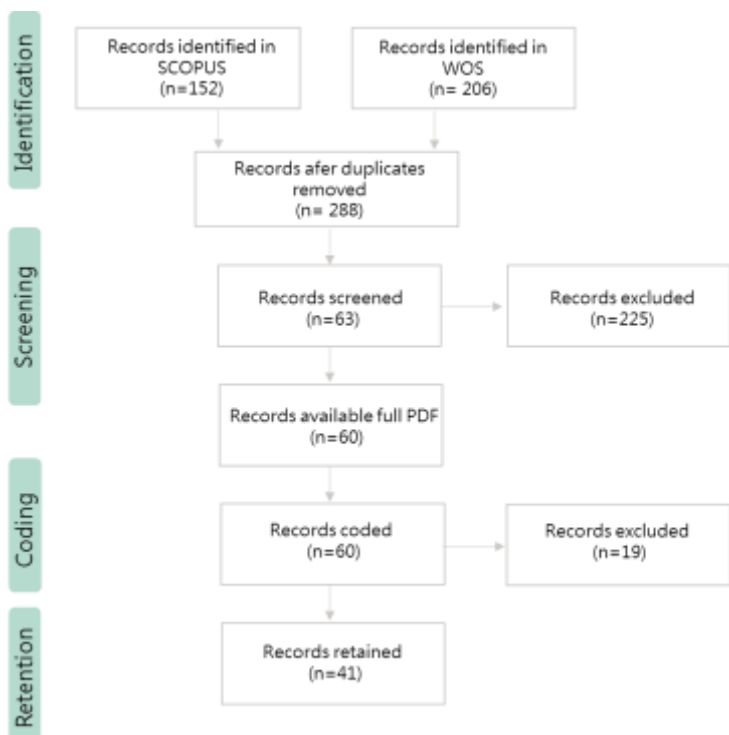 Identification
Records identified in
SCOPUS
(n=152)
Records identified in
WOS
(n= 206)
Records afer duplicates
removed
(n= 288)
Screening
Records screened
(n=63)
Records excluded
(n=225)
Records available full PDF
(n=60)
Coding
Records coded
(n=60)
Records excluded
(n=19)
Retention
Records retained
(n=41)